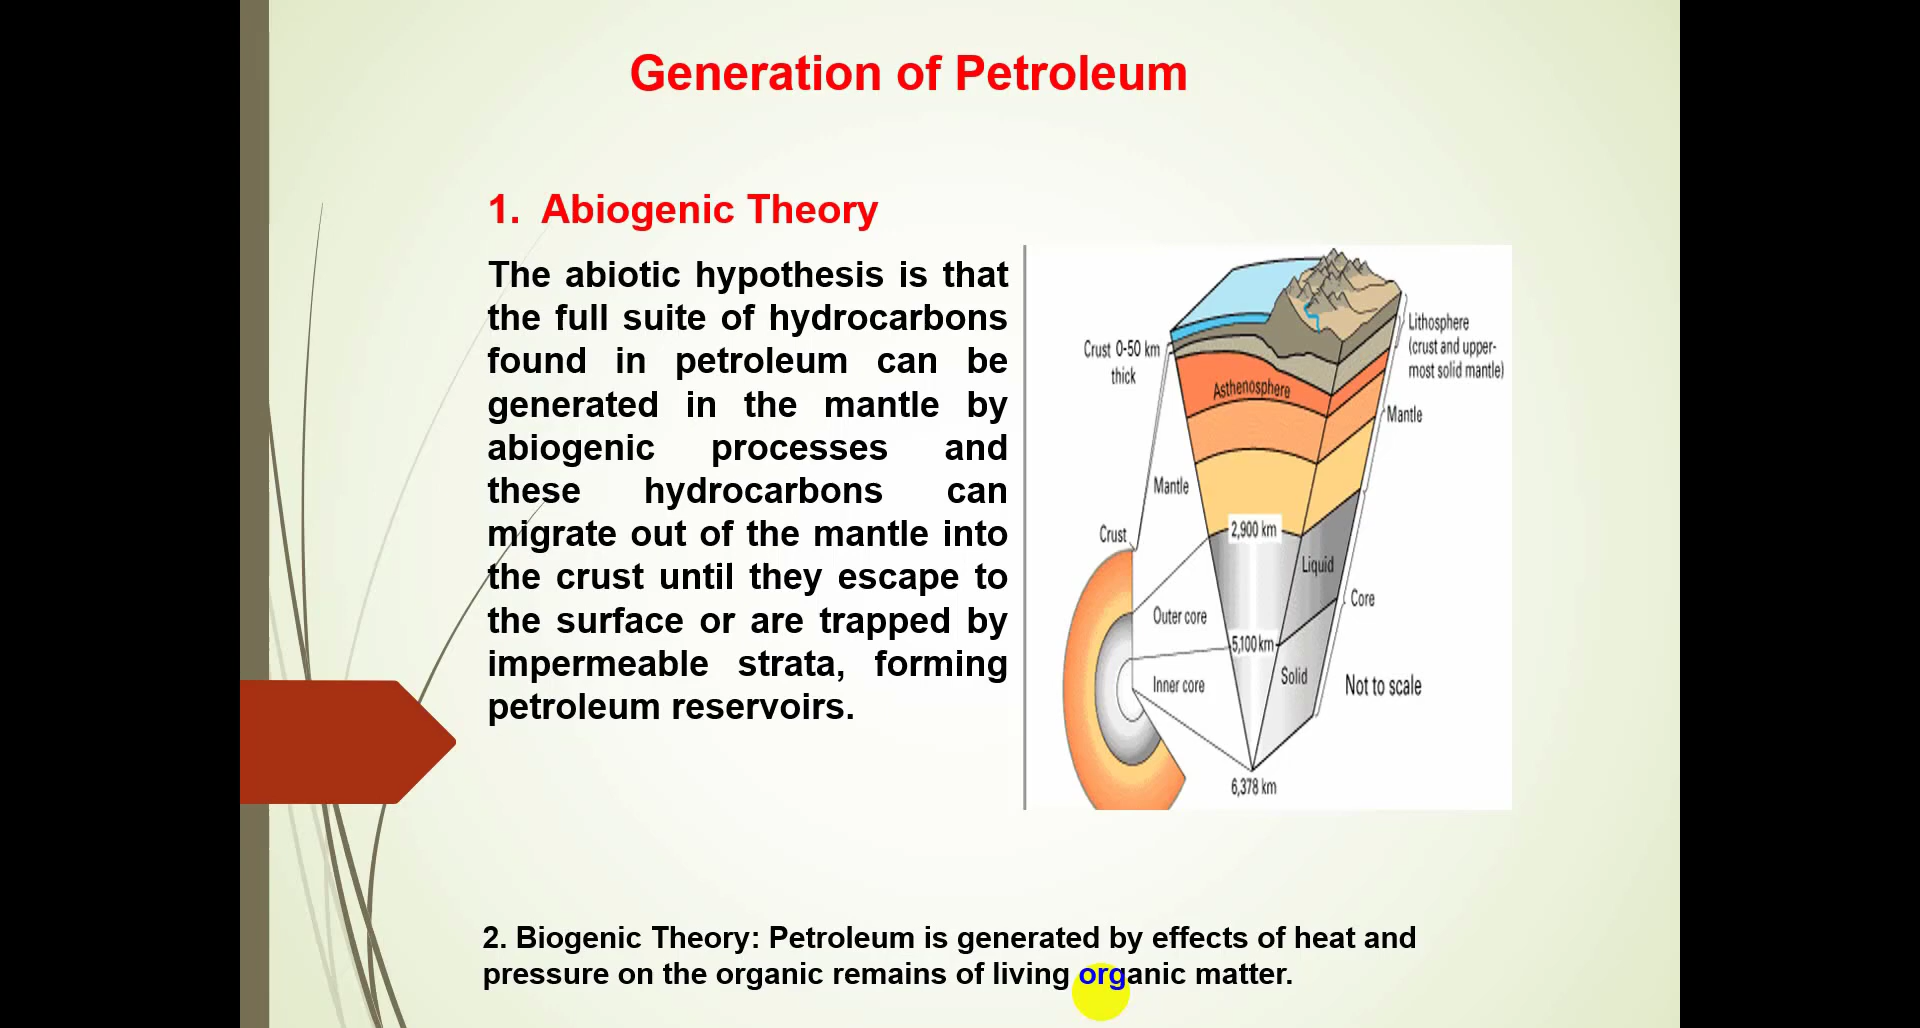 Generation of Petroleum
1. Abiogenic Theory
The abiotic hypothesis is that
the full suite of hydrocarbons
found in petroleum can be
generated in the mantle by
abiogenic processes and
these hydrocarbons can
migrate out of the mantle into
the crust until they escape to
the surface or are trapped by
impermeable strata, forming
petroleum reservoirs.
Crust 0-50 km
thick
Lithosphere
(crust and upper-
most solid mantle)
Asthenosphere
Mantle
Mantle
2,900 km
Crust
Liquid
Core
Outer core
5,100 km
Inner core
Solid
Not to scale
6,378 km
2. Biogenic Theory: Petroleum is generated by effects of heat and
pressure on the organic remains of living organic matter.